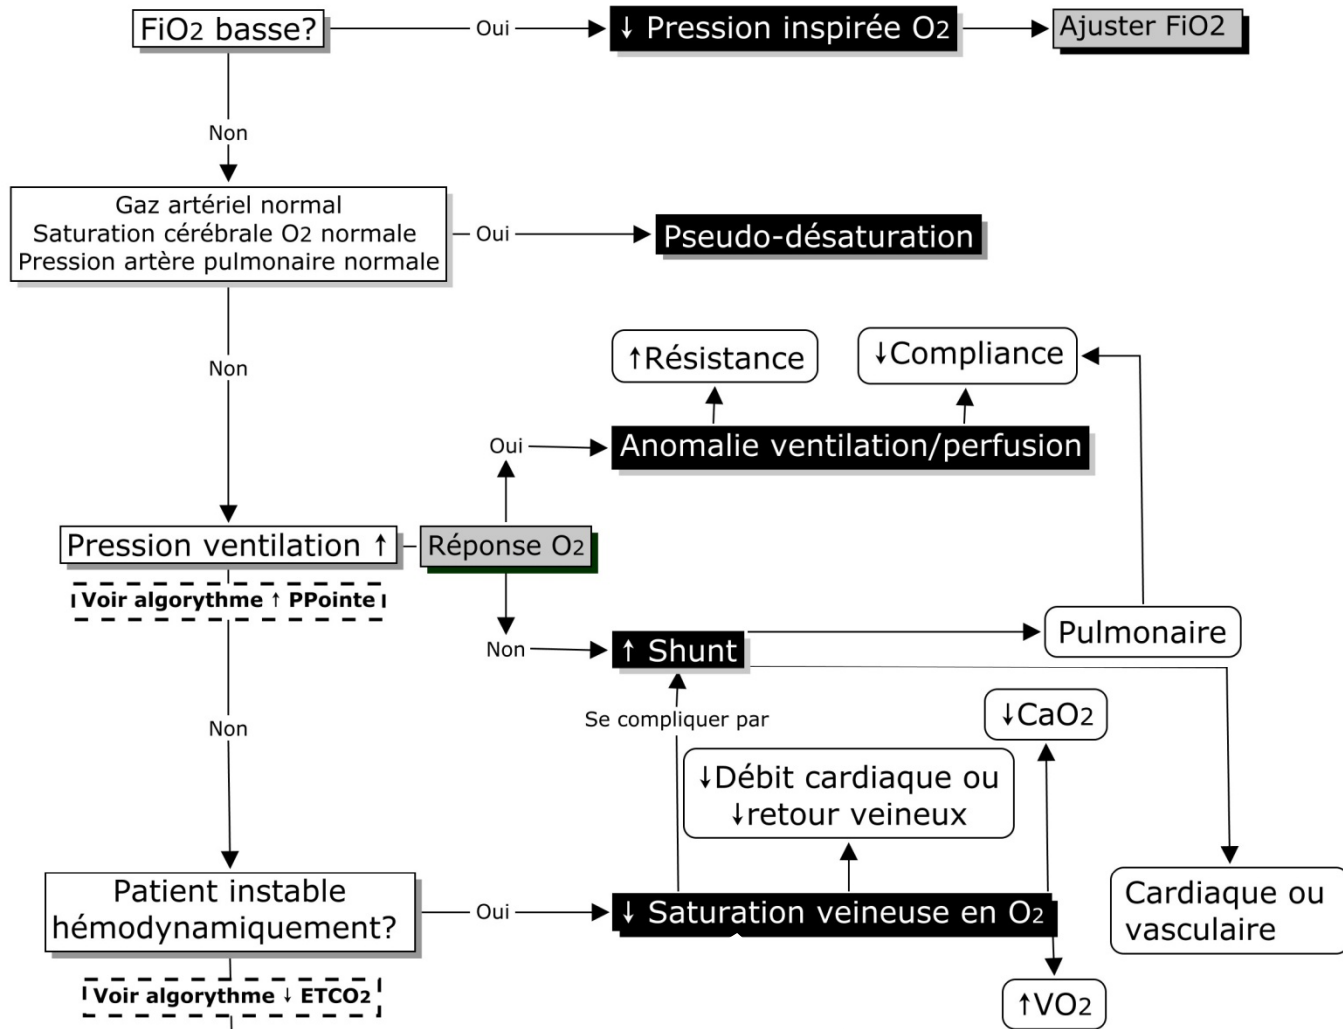 FiO2 basse?
Oui
↓ Pression inspirée O2
Ajuster FiO2
Non
Gaz artériel normal
Saturation cérébrale O2 normale
Pression artère pulmonaire normale
Oui
Pseudo-désaturation
Non
↑Résistance
↓Compliance
Oui
Anomalie ventilation/perfusion
Pression ventilation ↑
Réponse O2
Voir algorythme ↑ PPointe
Non
↑ Shunt
Pulmonaire
Non
Se compliquer par
↓CaO2
↓Débit cardiaque ou
↓retour veineux
Patient instable
hémodynamiquement?
Oui
↓ Saturation veineuse en O2
Cardiaque ou
vasculaire
Voir algorythme ↓ ETCO2
↑VO2